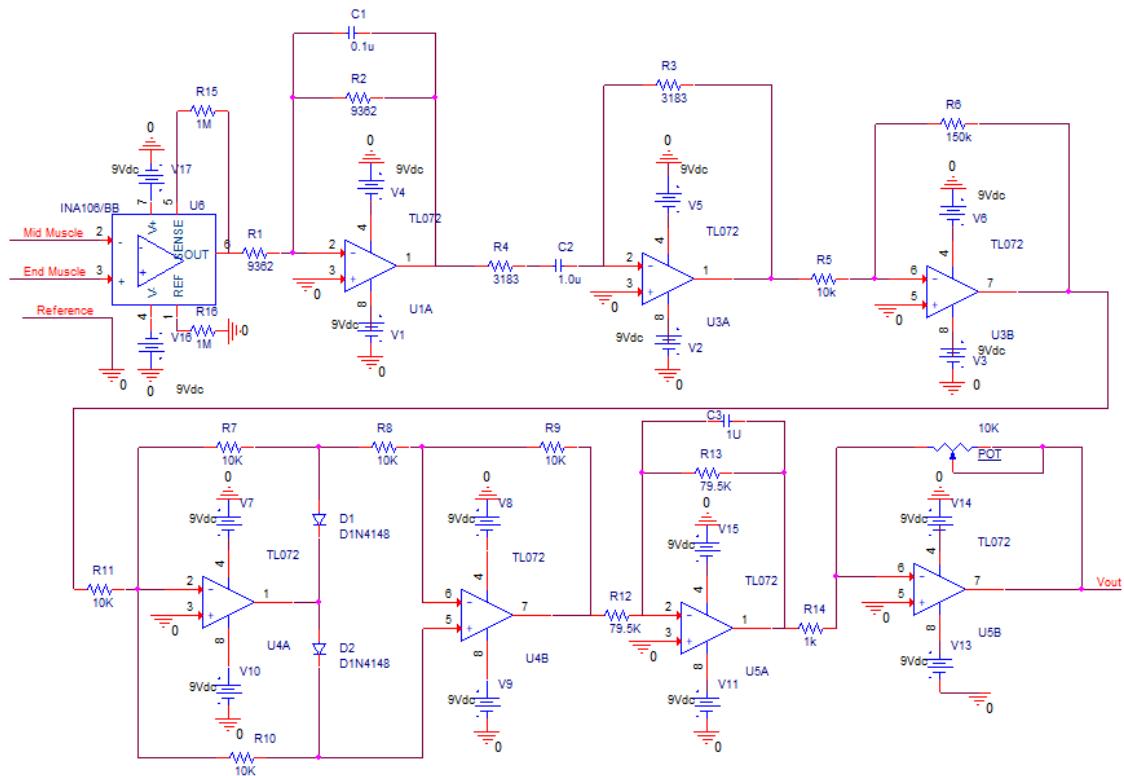 C1
0.1u
R2
9362
R15
1M
0
9Vdc
V17
7
5
INA106/BB
U6
Mid Muscle
2
-
V+
SENSE
-
+
OUT
6
End Muscle
3
+
V-
REF
Reference
4
1
R16
1M
0
V16
0
0
9Vdc
R1
9362
0
9Vdc
V4
TL072
4
2
-
3
+
1
0
8
U1A
9Vdc
V1
0
R4
3183
C2
1.0u
R3
3183
0
9Vdc
V5
TL072
4
2
-
3
+
1
0
8
U3A
9Vdc
V2
0
R5
10k
R6
150k
0
9Vdc
V6
TL072
4
6
-
5
+
7
0
8
U3B
9Vdc
V3
0
R7
10K
R8
10K
R9
10K
0
V7
9Vdc
TL072
4
D1
D1N4148
R11
10K
2
-
3
+
1
0
8
U4A
D2
D1N4148
V10
9Vdc
0
R10
10K
0
V8
9Vdc
TL072
4
6
-
5
+
7
8
U4B
V9
9Vdc
0
C3
1U
R13
79.5K
0
V15
9Vdc
TL072
4
R12
79.5K
2
-
3
+
1
0
8
U5A
V11
9Vdc
0
R14
1k
10K
POT
0
V14
9Vdc
TL072
4
6
-
5
+
7
0
8
U5B
Vout
V13
9Vdc
0